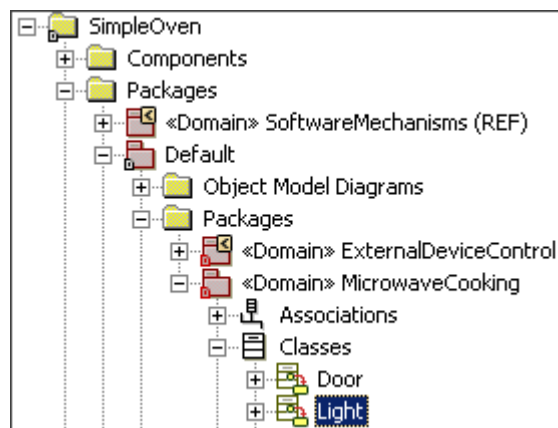 SimpleOven
Components
Packages
«Domain» SoftwareMechanisms (REF)
Default
Object Model Diagrams
Packages
«Domain» ExternalDeviceControl
«Domain» MicrowaveCooking
Associations
Classes
Door
Light